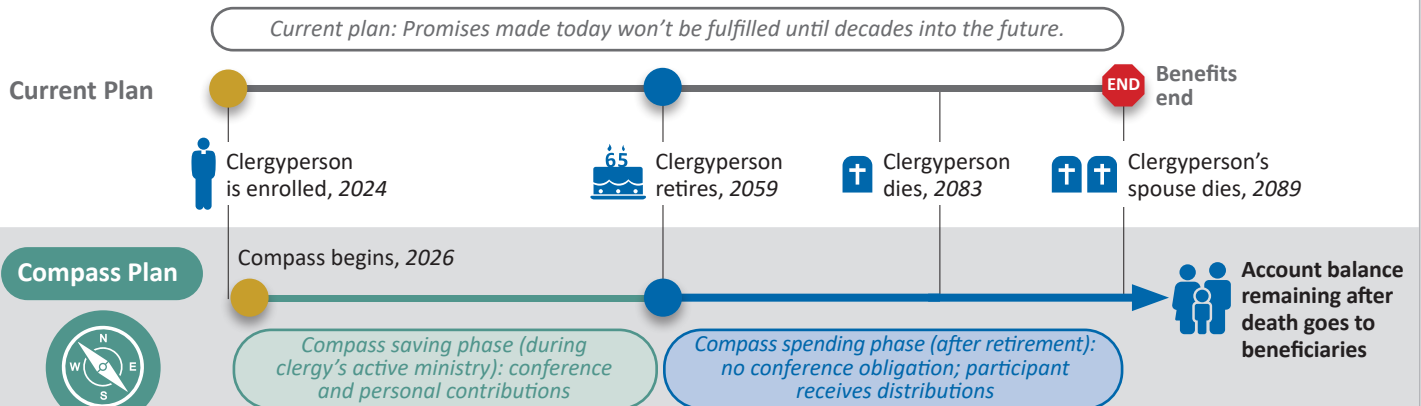 Current plan: Promises made today won't be fulfilled until decades into the future.
Current Plan
END
Benefits
end
Clergyperson
is enrolled, 2024
65
Clergyperson
retires, 2059
Clergyperson
dies, 2083
Clergyperson's
spouse dies, 2089
Compass Plan
Compass begins, 2026
Account balance
remaining after
death goes to
beneficiaries
N
W
E
S
Compass saving phase (during
clergy's active ministry): conference
and personal contributions
Compass spending phase (after retirement):
no conference obligation; participant
receives distributions